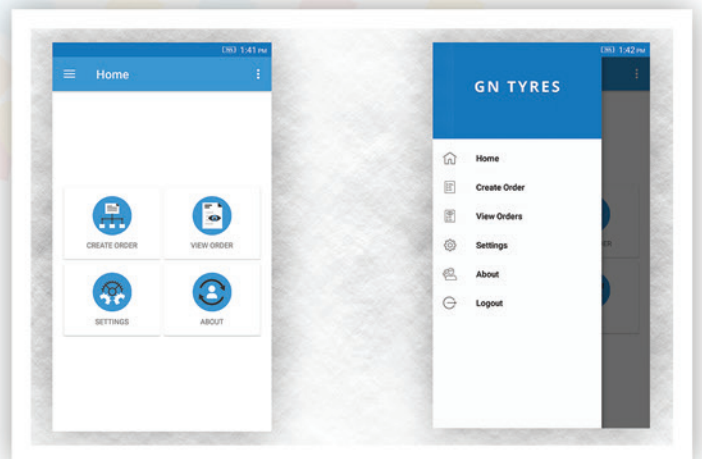 1:41 PM
Home
CREATE ORDER
VIEW ORDER
SETTINGS
ABOUT
1:42 PM
GN TYRES
Home
Create Order
View Orders
Settings
About
Logout